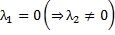 λ₁ = 0 (⇒ λ₂ ≠ 0)